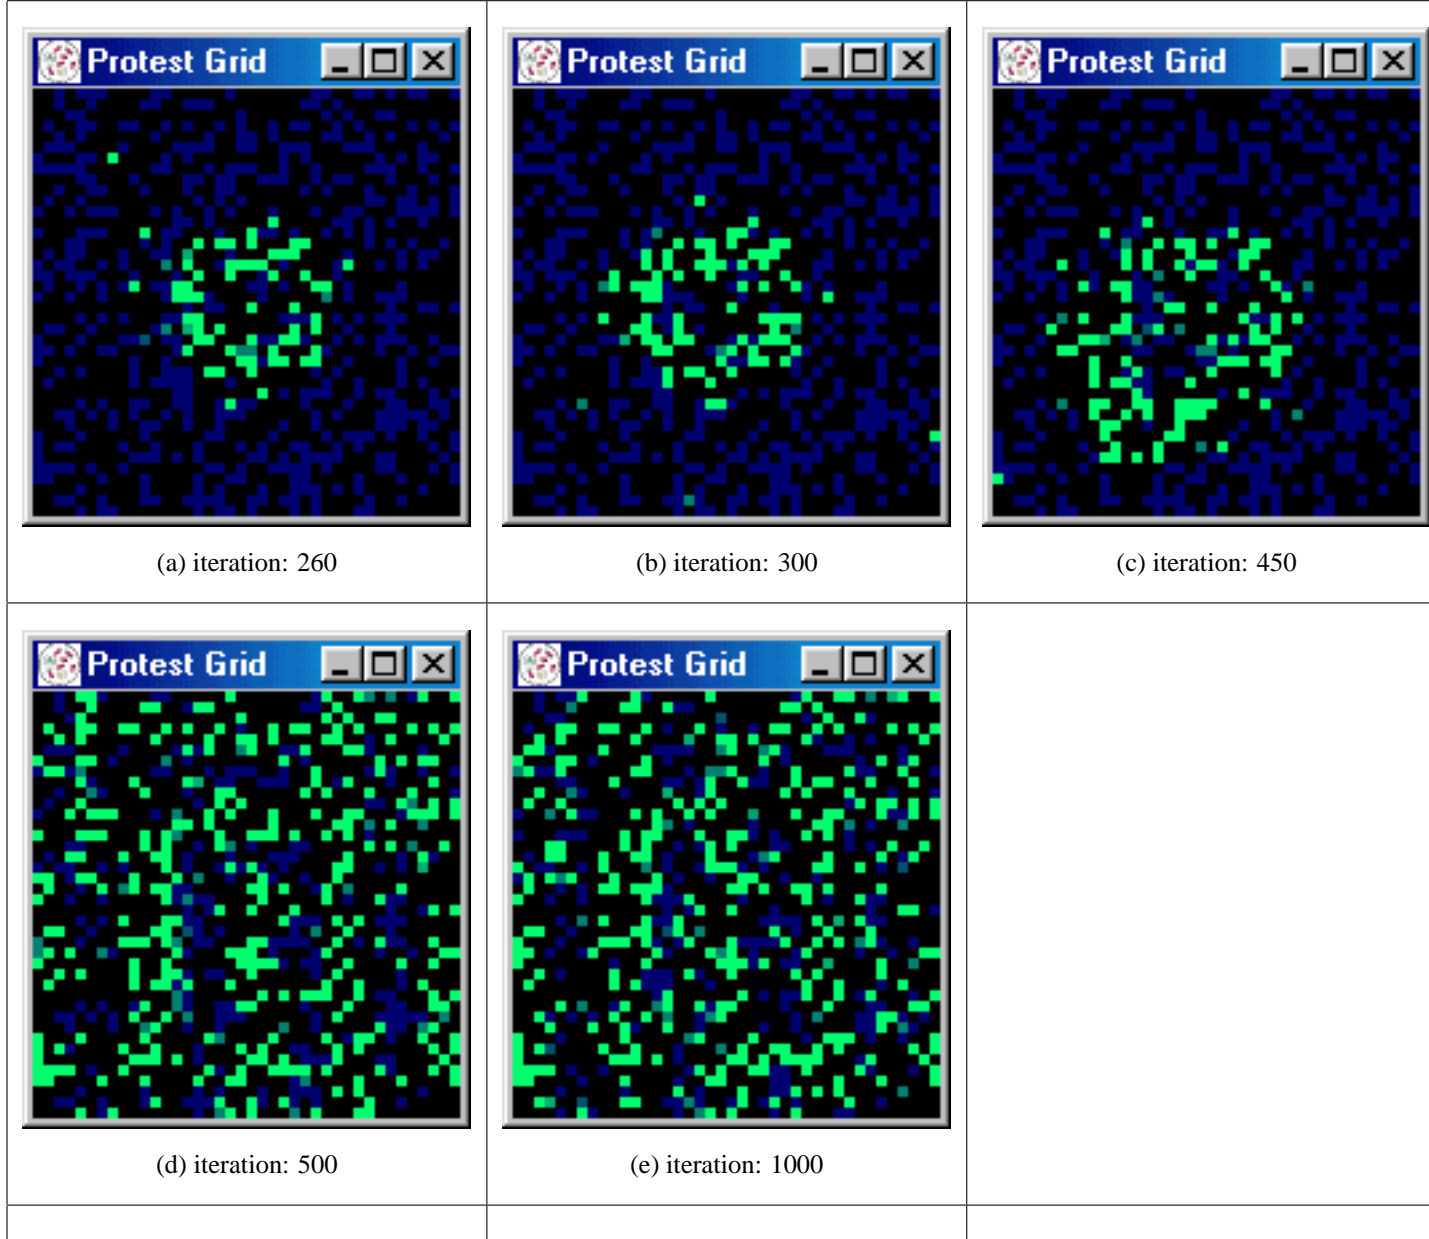 Protest Grid
Protest Grid
Protest Grid
(a) iteration: 260
(b) iteration: 300
(c) iteration: 450
Protest Grid
Protest Grid
(d) iteration: 500
(e) iteration: 1000